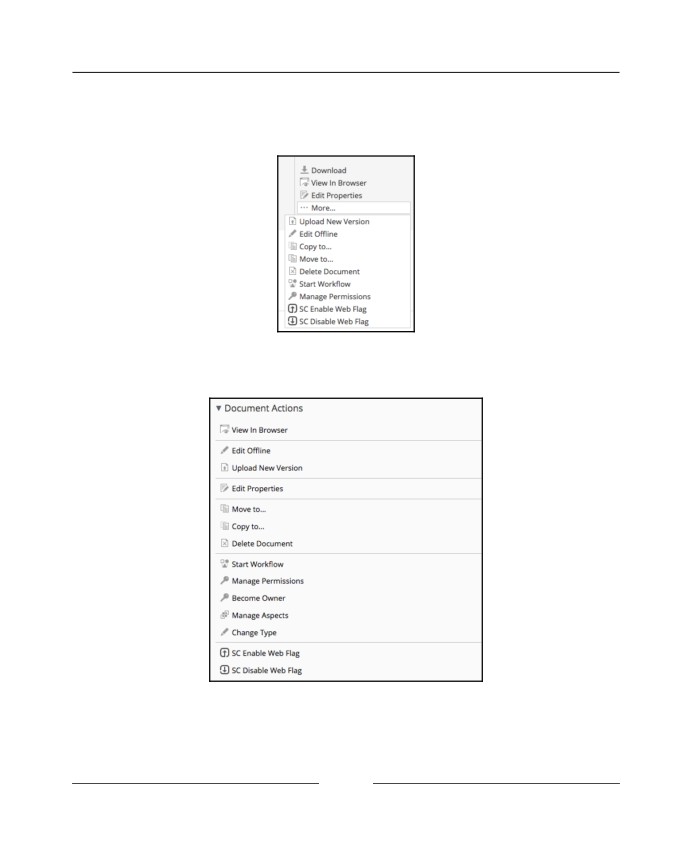 Download
View In Browser
Edit Properties
More...
Upload New Version
Edit Offline
Copy to...
Move to...
Delete Document
Start Workflow
Manage Permissions
SC Enable Web Flag
SC Disable Web Flag
Document Actions
View In Browser
Edit Offline
Upload New Version
Edit Properties
Move to...
Copy to...
Delete Document
Start Workflow
Manage Permissions
Become Owner
Manage Aspects
Change Type
SC Enable Web Flag
SC Disable Web Flag